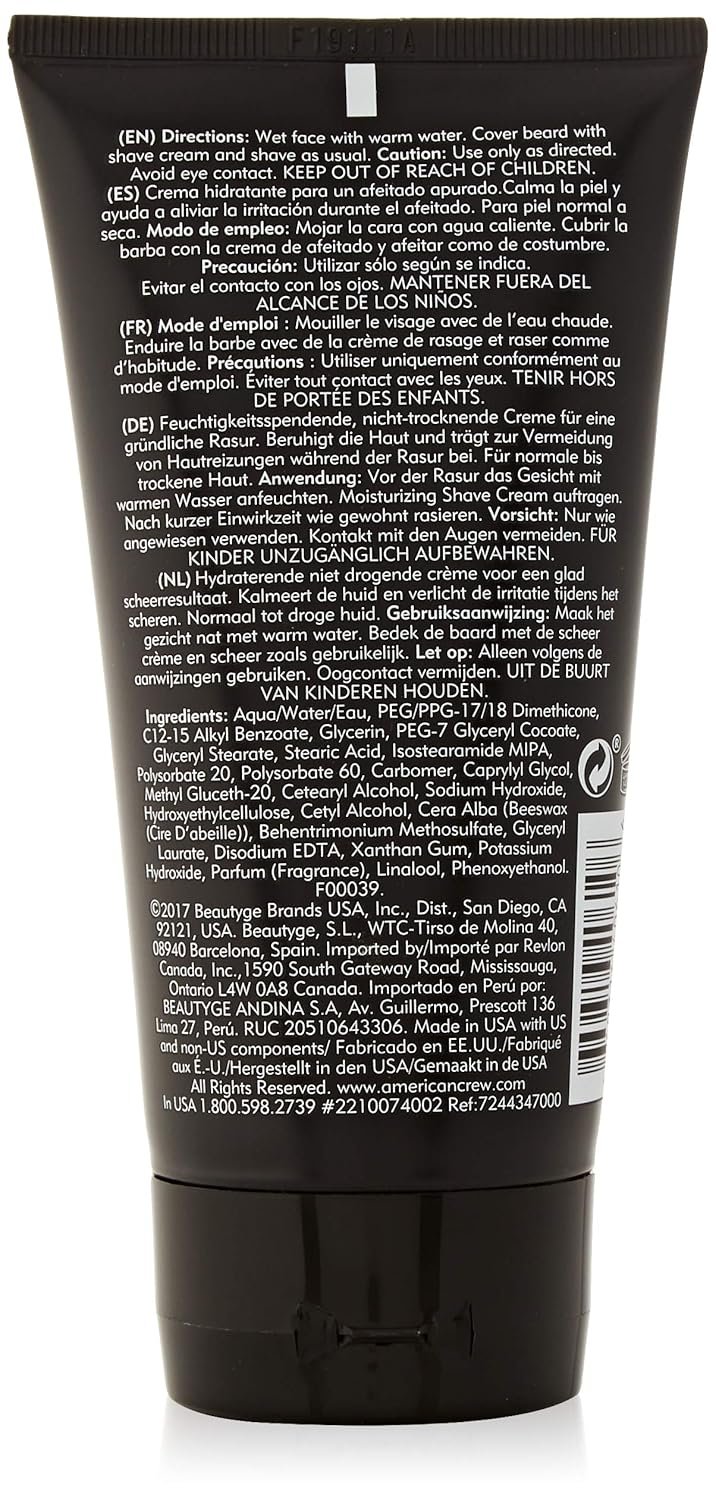 F19311A
(EN) Directions: Wet face with warm water. Cover beard with
shave cream and shave as usual. Caution: Use only as directed.
Avoid eye contact. KEEP OUT OF REACH OF CHILDREN.
(ES) Crema hidratante para un afeitado apurado.Calma la piel y
ayuda a aliviar la irritación durante el afeitado. Para piel normal a
seca. Modo de empleo: Mojar la cara con agua caliente. Cubrir la
barba con la crema de afeitado y afeitar como de costumbre.
Precaución: Utilizar sólo según se indica.
Evitar el contacto con los ojos. MANTENER FUERA DEL
ALCANCE DE LOS NIÑOS.
(FR) Mode d'emploi : Mouiller le visage avec de l'eau chaude.
Enduire la barbe avec de la crème de rasage et raser comme
d'habitude. Précautions : Utiliser uniquement conformément au
mode d'emploi. Éviter tout contact avec les yeux. TENIR HORS
DE PORTÉE DES ENFANTS.
(DE) Feuchtigkeitsspendende, nicht-trocknende Creme für eine
gründliche Rasur. Beruhigt die Haut und trägt zur Vermeidung
von Hautreizungen während der Rasur bei. Für normale bis
trockene Haut. Anwendung: Vor der Rasur das Gesicht mit
warmen Wasser anfeuchten. Moisturizing Shave Cream auftragen.
Nach kurzer Einwirkzeit wie gewohnt rasieren. Vorsicht: Nur wie
angewiesen verwenden. Kontakt mit den Augen vermeiden. FÜR
KINDER UNZUGÄNGLICH AUFBEWAHREN.
(NL) Hydraterende niet drogende crème voor een glad
scheerresultaat. Kalmeert de huid en verlicht de irritatie tijdens het
scheren. Normaal tot droge huid. Gebruiksaanwijzing: Maak het
gezicht nat met warm water. Bedek de baard met de scheer
crème en scheer zoals gebruikelijk. Let op: Alleen volgens de
aanwijzingen gebruiken. Oogcontact vermijden. UIT DE BUURT
VAN KINDEREN HOUDEN.
Ingredients: Aqua/Water/Eau, PEG/PPG-17/18 Dimethicone,
C12-15 Alkyl Benzoate, Glycerin, PEG-7 Glyceryl Cocoate,
Glyceryl Stearate, Stearic Acid, Isostearamide MIPA,
Polysorbate 20, Polysorbate 60, Carbomer, Caprylyl Glycol,
Methyl Gluceth-20, Cetearyl Alcohol, Sodium Hydroxide,
Hydroxyethylcellulose, Cetyl Alcohol, Cera Alba (Beeswax
(Cire D'abeille)), Behentrimonium Methosulfate, Glyceryl
Laurate, Disodium EDTA, Xanthan Gum, Potassium
Hydroxide, Parfum (Fragrance), Linalool, Phenoxyethanol.
F00039.
©2017 Beautyge Brands USA, Inc., Dist., San Diego, CA
92121, USA. Beautyge, S.L., WTC-Tirso de Molina 40,
08940 Barcelona, Spain. Imported by/Importé par Revlon
Canada, Inc.,1590 South Gateway Road, Mississauga,
Ontario L4W 0A8 Canada. Importado en Perú por:
BEAUTYGE ANDINA S.A, Av. Guillermo, Prescott 136
Lima 27, Perú. RUC 20510643306. Made in USA with US
and non-US components/ Fabricado en EE.UU./Fabriqué
aux É.-U./Hergestellt in den USA/Gemaakt in de USA
All Rights Reserved. www.americancrew.com
In USA 1.800.598.2739 #2210074002 Ref:7244347000